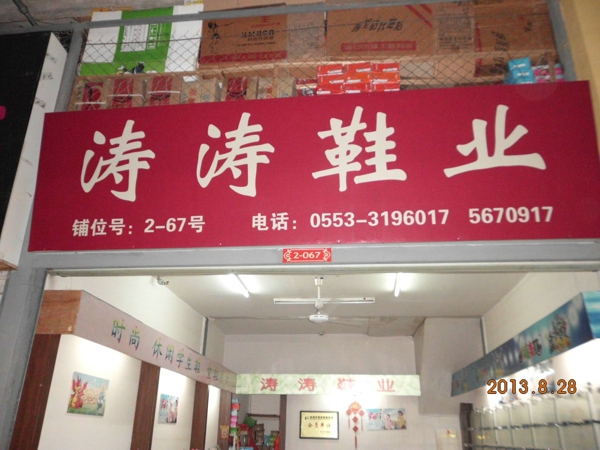 涛涛鞋业
铺位号：2-67号 电话：0553-3196017 5670917
2-067
时尚 休闲学生鞋
涛涛鞋业
2013.8.28